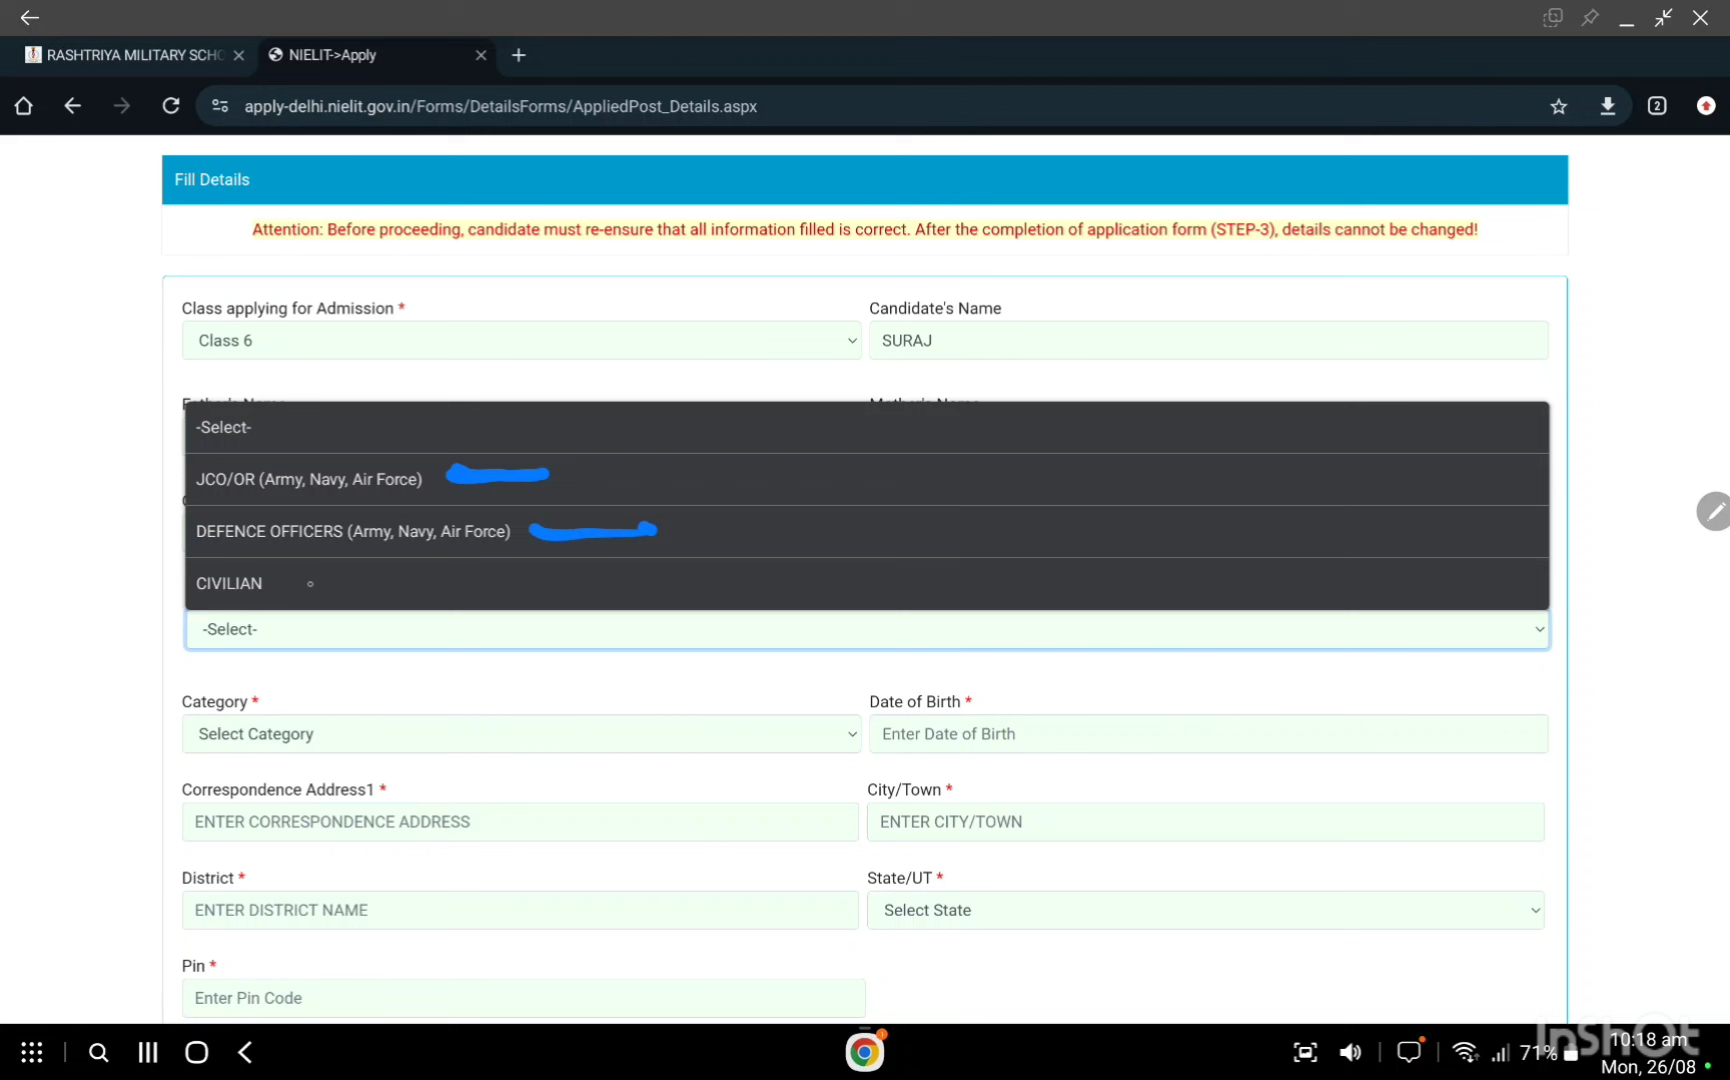 RASHTRIYA MILITARY SCH
NIELIT->Apply
apply-delhi.nielit.gov.in/Forms/DetailsForms/AppliedPost_Details.aspx
2
Fill Details
Attention: Before proceeding, candidate must re-ensure that all information filled is correct. After the completion of application form (STEP-3), details cannot be changed!
Class applying for Admission *
Candidate's Name
Class 6
SURAJ
-Select-
JCO/OR (Army, Navy, Air Force)
DEFENCE OFFICERS (Army, Navy, Air Force)
CIVILIAN
-Select-
Category *
Date of Birth *
Select Category
Enter Date of Birth
Correspondence Address1 *
City/Town *
ENTER CORRESPONDENCE ADDRESS
ENTER CITY/TOWN
District *
State/UT *
ENTER DISTRICT NAME
Select State
Pin *
Enter Pin Code
InShOt
71%
10:18 am
Mon, 26/08